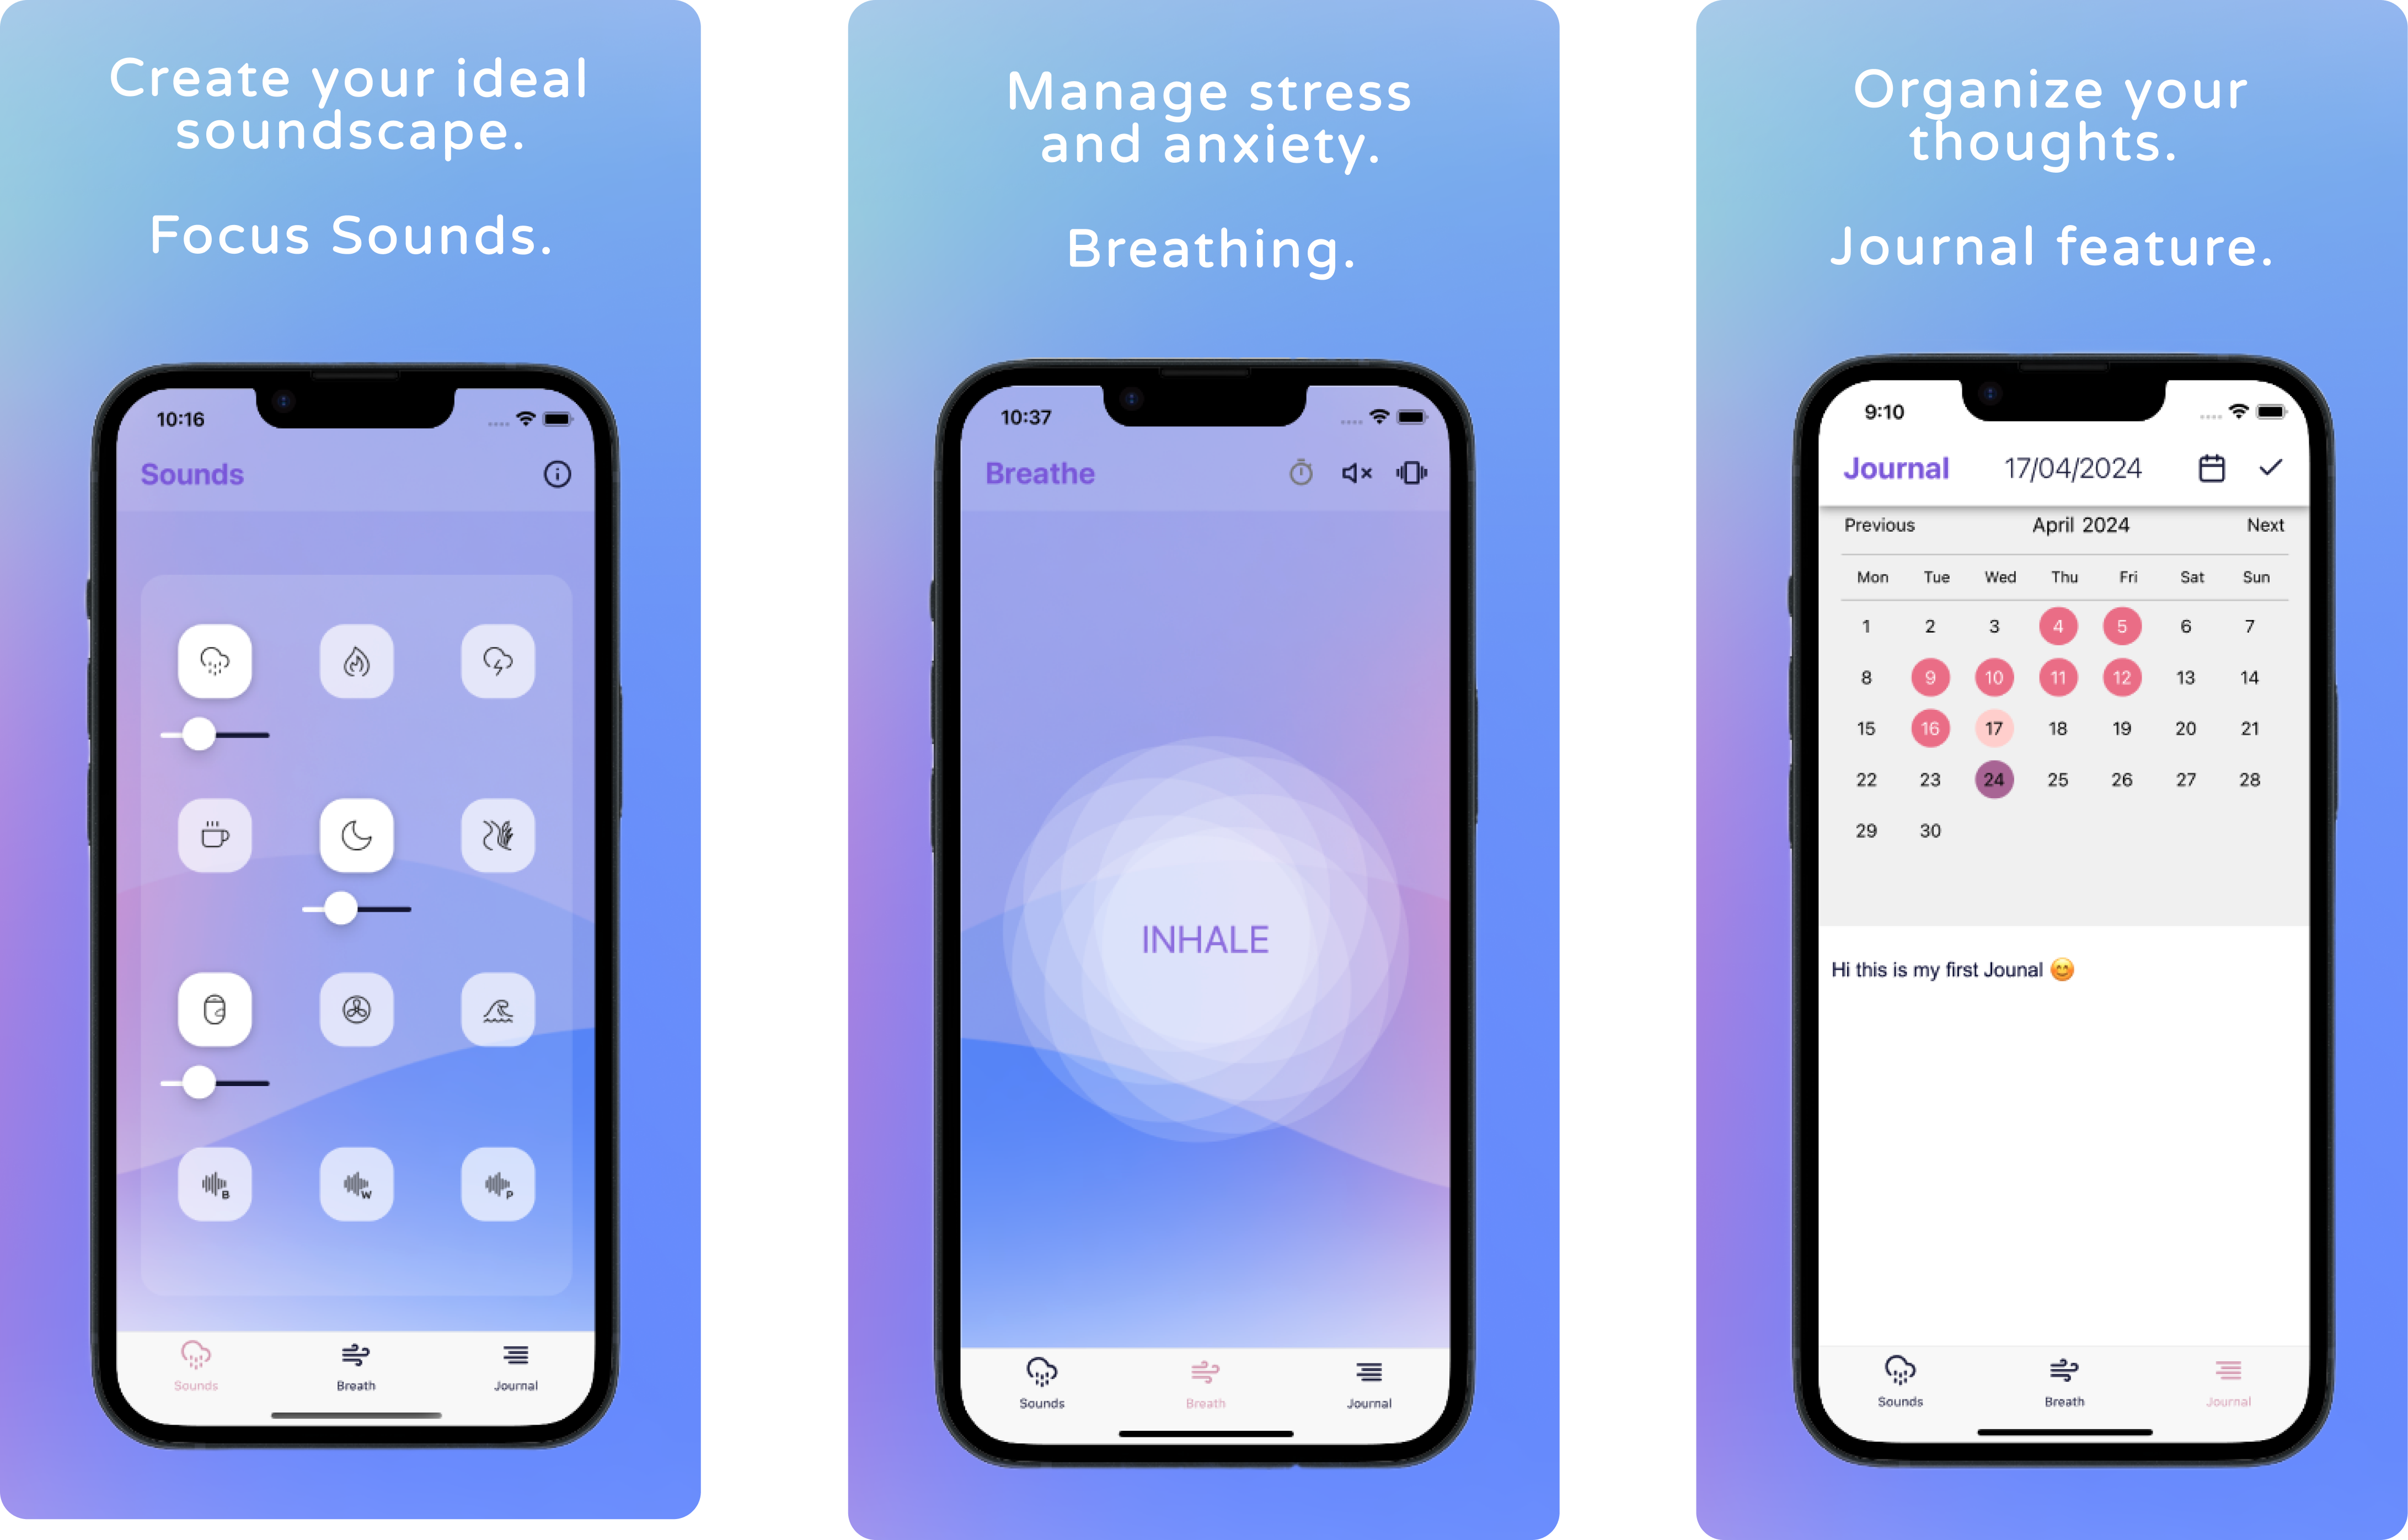 Create your ideal
soundscape.
Focus Sounds.
10:16
Sounds
B
W
P
Sounds
Breath
Journal
Manage stress
and anxiety.
Breathing.
10:37
Breathe
INHALE
Sounds
Breath
Journal
Organize your
thoughts.
Journal feature.
9:10
Journal 17/04/2024
Previous April 2024 Next
Mon Tue Wed Thu Fri Sat Sun
1 2 3 4 5 6 7
8 9 10 11 12 13 14
15 16 17 18 19 20 21
22 23 24 25 26 27 28
29 30
Hi this is my first Jounal 😊
Sounds
Breath
Journal